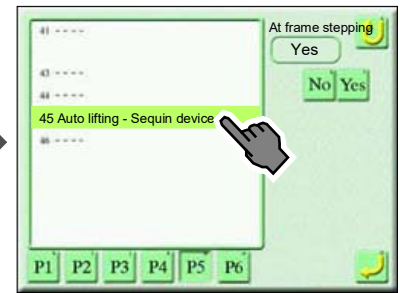 41 ----
43 ----
44 ----
45 Auto lifting - Sequin device
46 ----
At frame stepping
Yes
No Yes
P1 P2 P3 P4 P5 P6